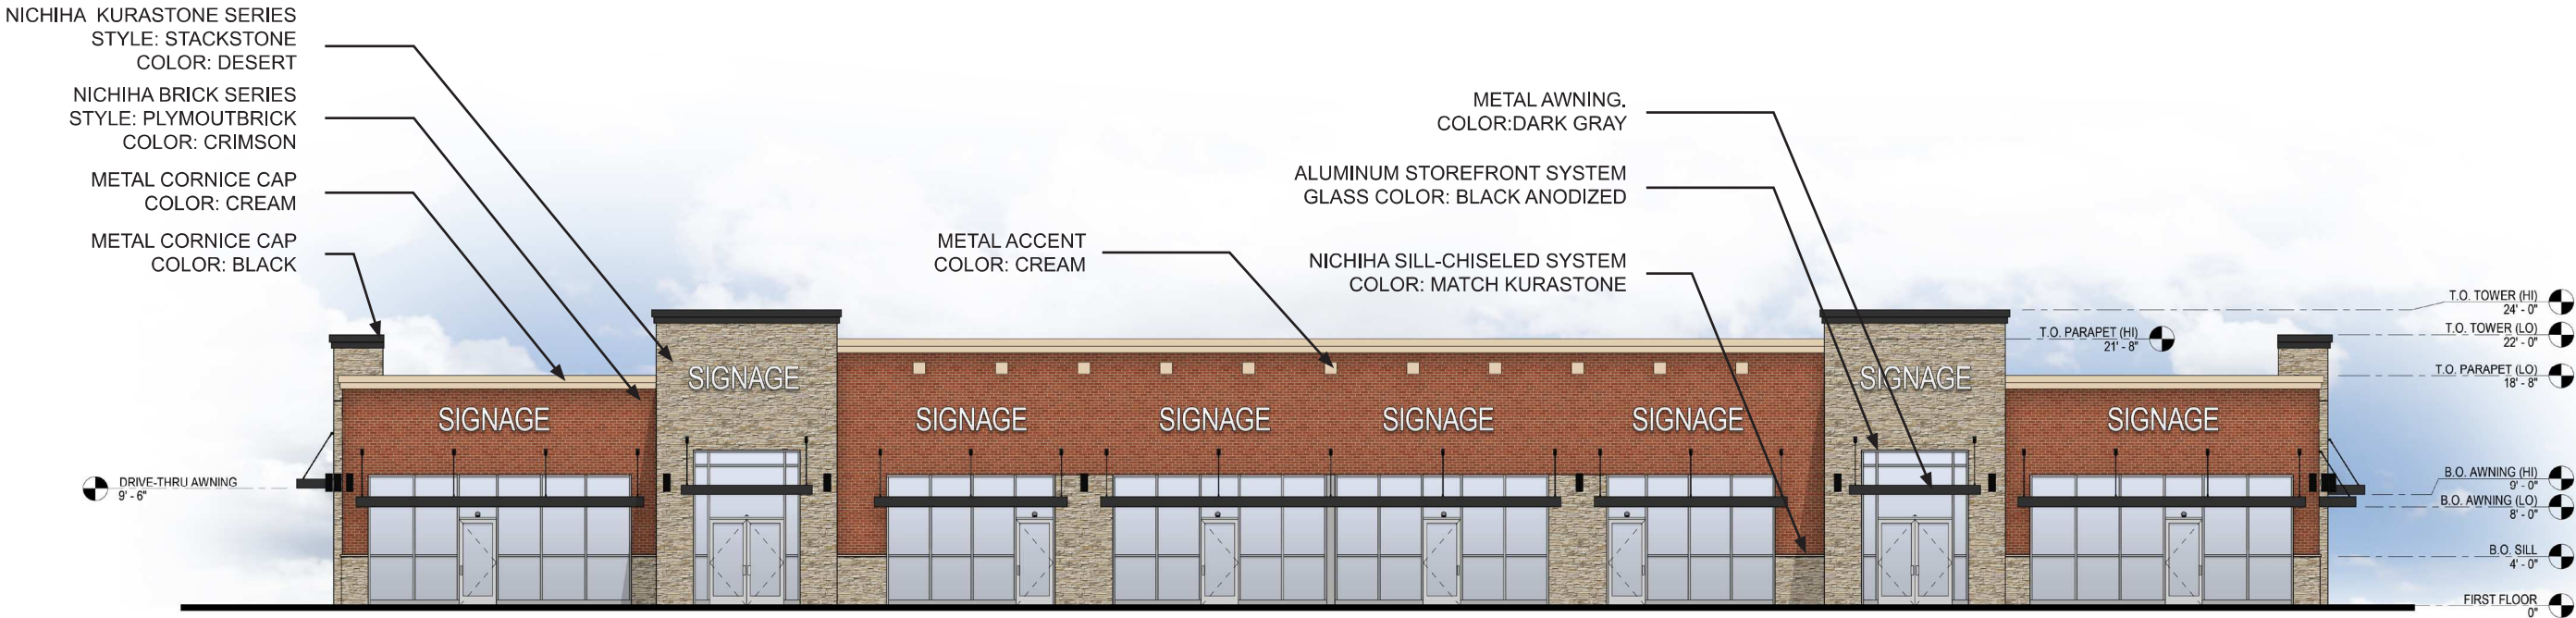 NICHIHA KURASTONE SERIES
STYLE: STACKSTONE
COLOR: DESERT
NICHIHA BRICK SERIES
STYLE: PLYMOUTBRICK
COLOR: CRIMSON
METAL CORNICE CAP
COLOR: CREAM
METAL CORNICE CAP
COLOR: BLACK
METAL ACCENT
COLOR: CREAM
METAL AWNING.
COLOR:DARK GRAY
ALUMINUM STOREFRONT SYSTEM
GLASS COLOR: BLACK ANODIZED
NICHIHA SILL-CHISELED SYSTEM
COLOR: MATCH KURASTONE
T.O. TOWER (HI)
24' - 0"
T.O. TOWER (LO)
22' - 0"
T.O. PARAPET (HI)
21' - 8"
T.O. PARAPET (LO)
18' - 8"
SIGNAGE
SIGNAGE
SIGNAGE
SIGNAGE
SIGNAGE
SIGNAGE
SIGNAGE
SIGNAGE
DRIVE-THRU AWNING
9' - 6"
B.O. AWNING (HI)
9' - 0"
B.O. AWNING (LO)
8' - 0"
B.O. SILL
4' - 0"
FIRST FLOOR
0"